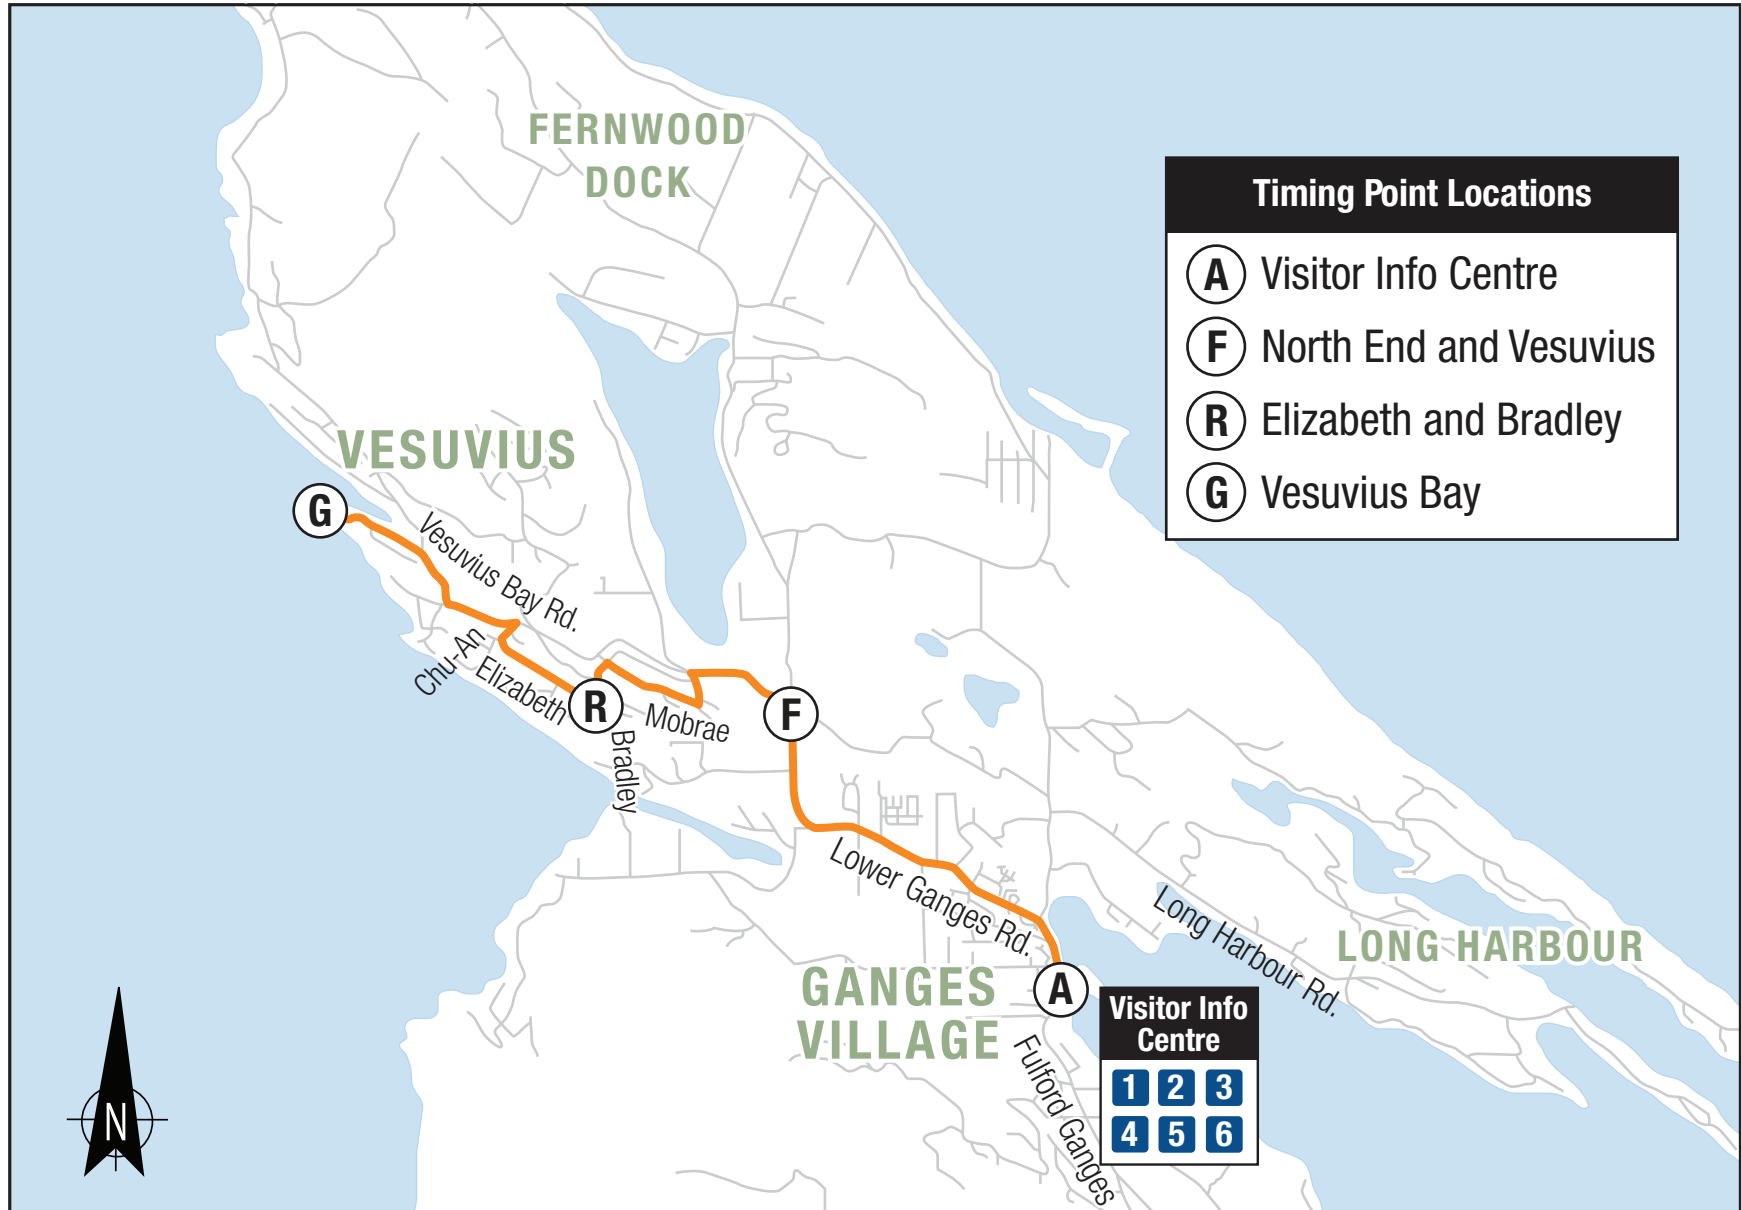 FERNWOOD
DOCK
Timing Point Locations
A Visitor Info Centre
F North End and Vesuvius
R Elizabeth and Bradley
G Vesuvius Bay
VESUVIUS
G
Vesuvius Bay Rd.
Chu-An
Elizabeth
R
Bradley
Mobrae
F
Lower Ganges Rd.
Long Harbour Rd.
LONG HARBOUR
GANGES
VILLAGE
A
Visitor Info
Centre
1 2 3
4 5 6
Fulford Ganges
N